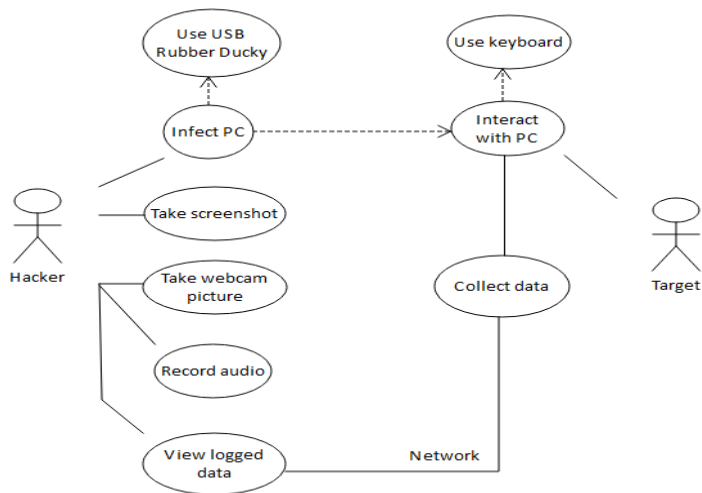 Use USB
Rubber Ducky
Use keyboard
Infect PC
Interact
with PC
Take screenshot
Hacker
Target
Take webcam
picture
Collect data
Record audio
View logged
data
Network